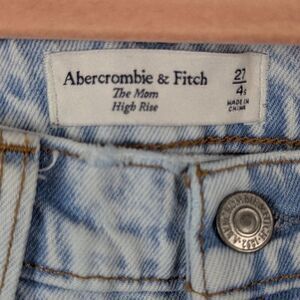 Abercrombie & Fitch
The Mom
High Rise
27
4s
MADE IN
CHINA